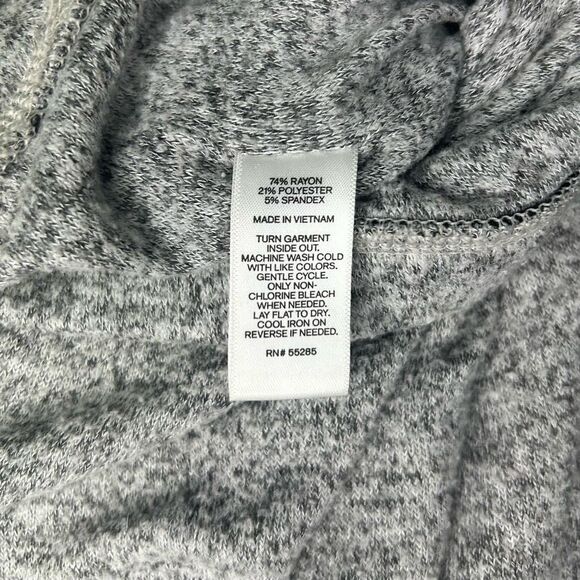 74% RAYON
21% POLYESTER
5% SPANDEX
MADE IN VIETNAM
TURN GARMENT
INSIDE OUT.
MACHINE WASH COLD
WITH LIKE COLORS.
GENTLE CYCLE.
ONLY NON-
CHLORINE BLEACH
WHEN NEEDED.
LAY FLAT TO DRY.
COOL IRON ON
REVERSE IF NEEDED.
RN# 55285